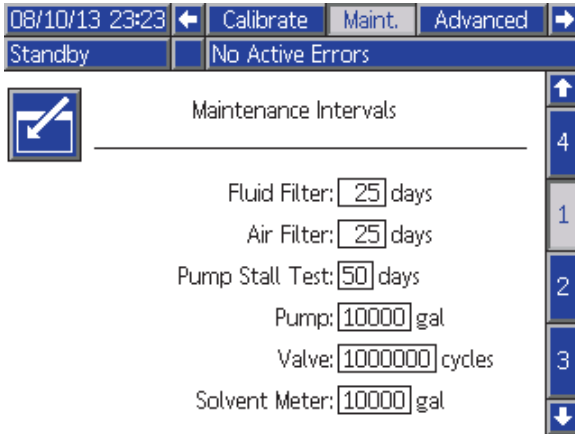 08/10/13 23:23 Calibrate Maint. Advanced
Standby No Active Errors
Maintenance Intervals
4
1
2
3
Fluid Filter: 25 days
Air Filter: 25 days
Pump Stall Test: 50 days
Pump: 10000 gal
Valve: 1000000 cycles
Solvent Meter: 10000 gal